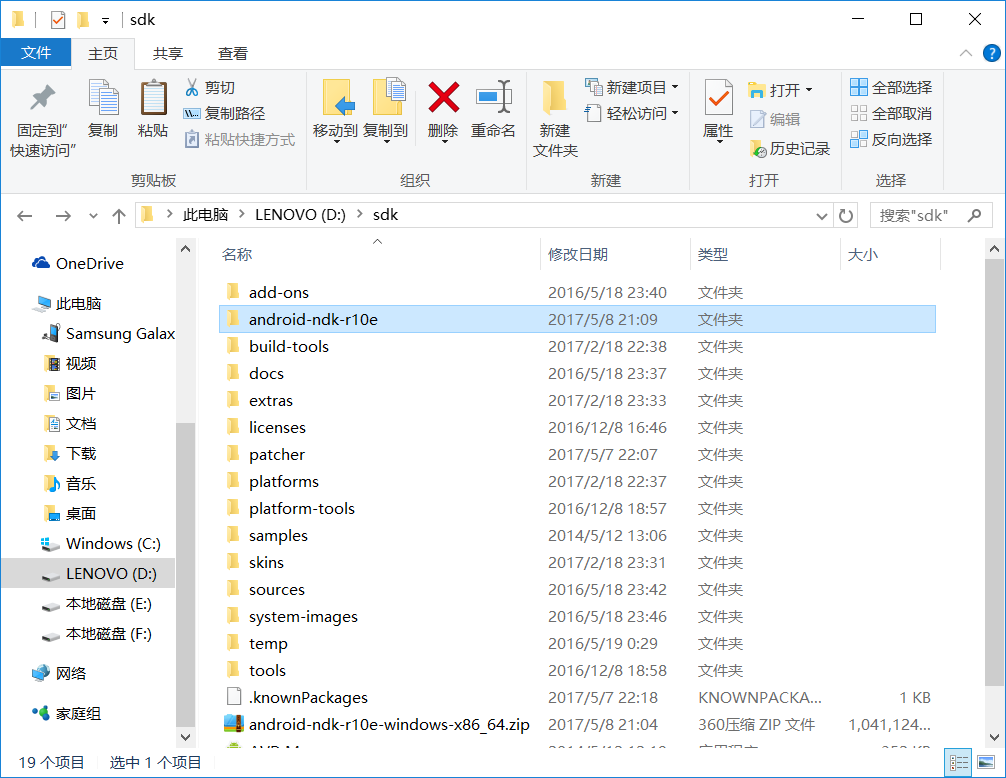 sdk
文件 主页 共享 查看
固定到" 快速访问" 复制 粘贴 剪切
复制路径
粘贴快捷方式
移动到 复制到 删除 重命名
新建 文件夹 新建项目
轻松访问
属性 打开
编辑
历史记录
全部选择
全部取消
反向选择
剪贴板 组织 新建 打开 选择
此电脑 LENOVO (D:) sdk 搜索"sdk"
OneDrive
此电脑
Samsung Galax
视频
图片
文档
下载
音乐
桌面
Windows (C:)
LENOVO (D:)
本地磁盘 (E:)
本地磁盘 (F:)
网络
家庭组
名称 修改日期 类型 大小
add-ons 2016/5/18 23:40 文件夹
android-ndk-r10e 2017/5/8 21:09 文件夹
build-tools 2017/2/18 22:38 文件夹
docs 2016/5/18 23:37 文件夹
extras 2017/2/18 23:33 文件夹
licenses 2016/12/8 16:46 文件夹
patcher 2017/5/7 22:07 文件夹
platforms 2017/2/18 22:37 文件夹
platform-tools 2016/12/8 18:57 文件夹
samples 2014/5/12 13:06 文件夹
skins 2017/2/18 23:31 文件夹
sources 2016/5/18 23:42 文件夹
system-images 2016/5/18 23:46 文件夹
temp 2016/5/19 0:29 文件夹
tools 2016/12/8 18:58 文件夹
.knownPackages 2017/5/7 22:18 KNOWNPACKA... 1 KB
android-ndk-r10e-windows-x86_64.zip 2017/5/8 21:04 360压缩 ZIP 文件 1,041,124...
19 个项目 选中 1 个项目